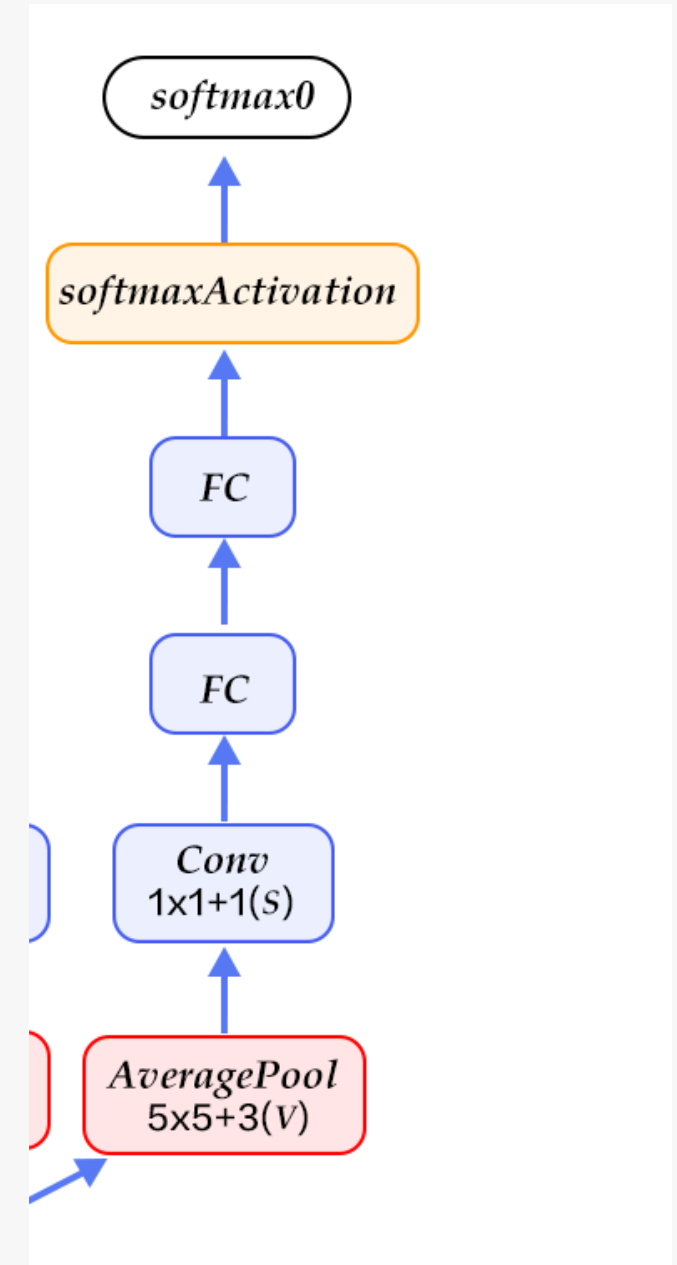 softmax0
softmaxActivation
FC
FC
Conv
1x1+1(S)
AveragePool
5x5+3(V)